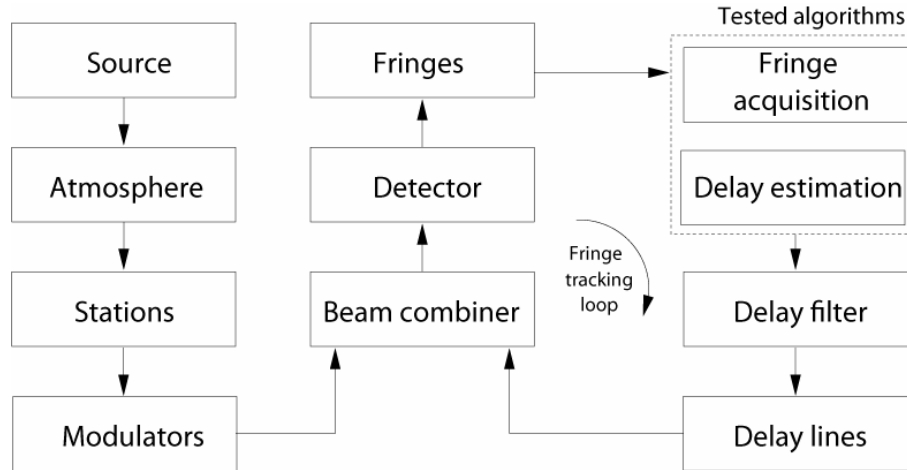 Tested algorithms
Source
Fringes
Fringe
acquisition
Atmosphere
Detector
Delay estimation
Fringe
tracking
loop
Stations
Beam combiner
Delay filter
Modulators
Delay lines